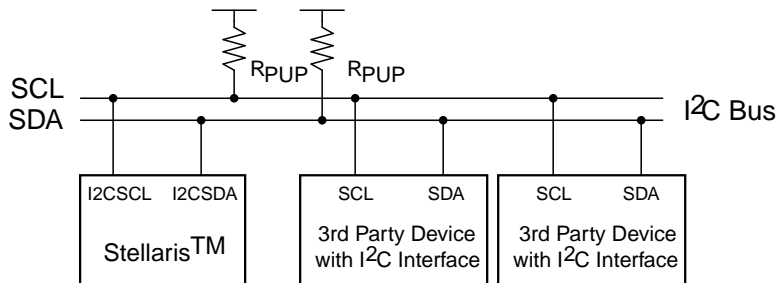 RPUP RPUP
SCL
SDA
I²C Bus
I2CSCL I2CSDA
Stellaris™
SCL SDA
3rd Party Device
with I²C Interface
SCL SDA
3rd Party Device
with I²C Interface